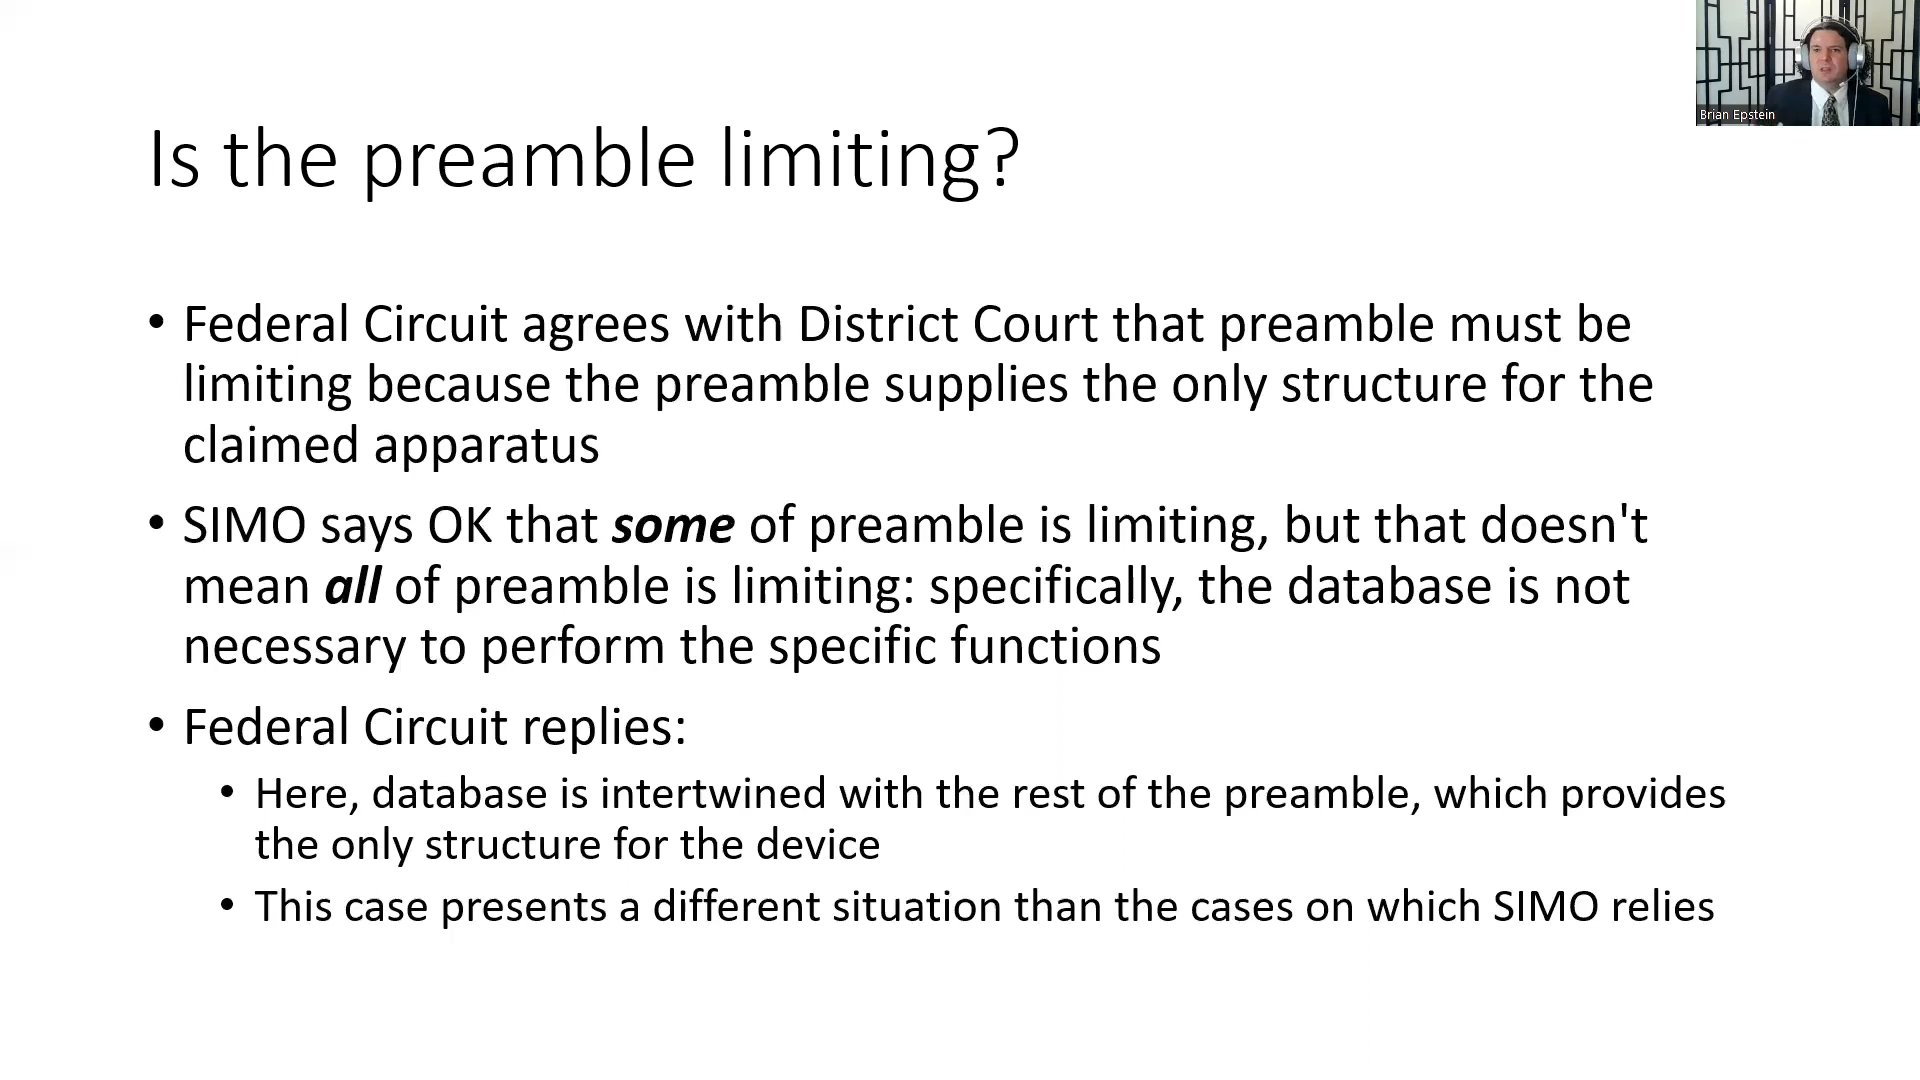 Brian Epstein
Is the preamble limiting?
• Federal Circuit agrees with District Court that preamble must be
limiting because the preamble supplies the only structure for the
claimed apparatus
• SIMO says OK that some of preamble is limiting, but that doesn't
mean all of preamble is limiting: specifically, the database is not
necessary to perform the specific functions
• Federal Circuit replies:
• Here, database is intertwined with the rest of the preamble, which provides
the only structure for the device
• This case presents a different situation than the cases on which SIMO relies